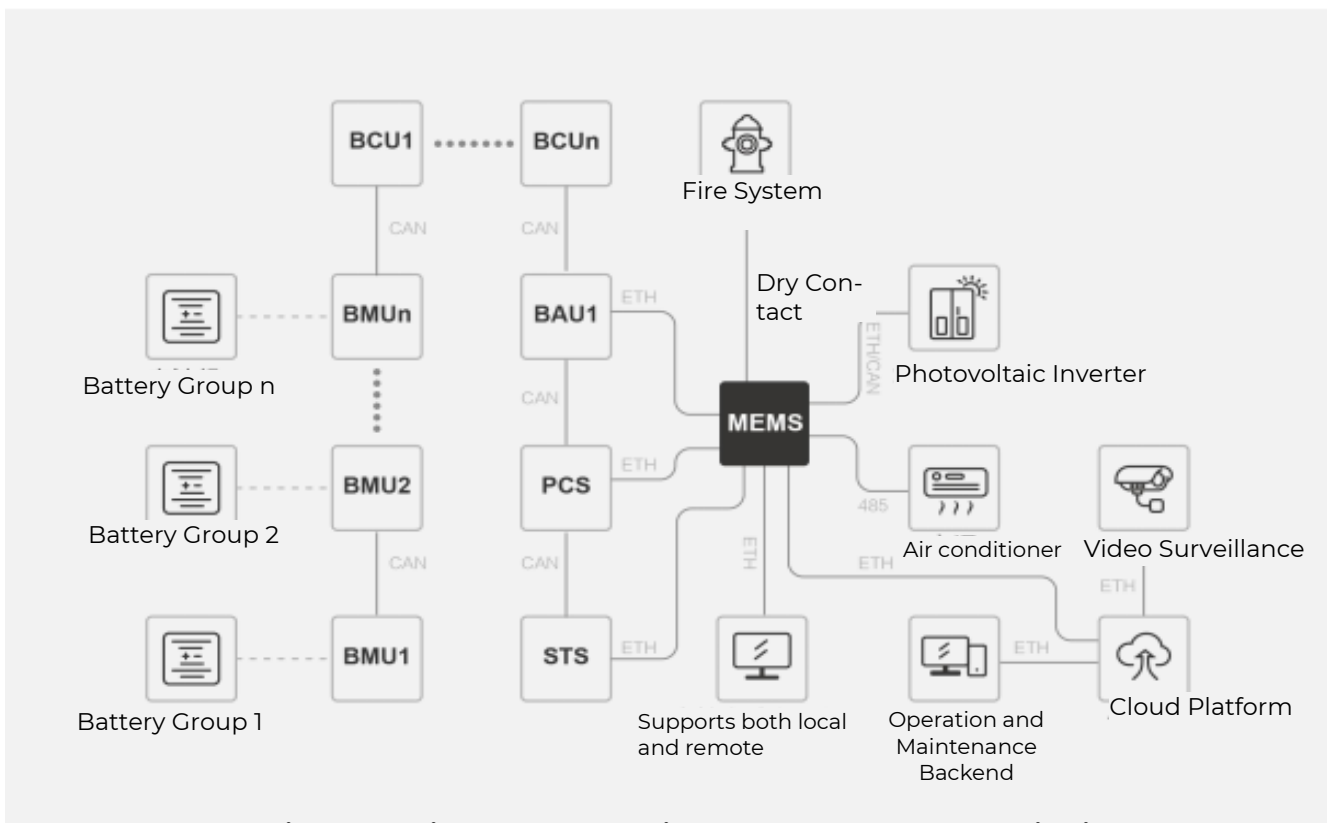 BCU1
BCUn
Fire System
CAN
CAN
Dry Con-
tact
ETH
BMUn
BAU1
ETH/CAN
Photovoltaic Inverter
Battery Group n
CAN
MEMS
ETH
BMU2
PCS
485
Battery Group 2
Air conditioner
Video Surveillance
CAN
CAN
ETH
ETH
ETH
BMU1
STS
ETH
ETH
Battery Group 1
Supports both local
and remote
Operation and
Maintenance
Backend
Cloud Platform